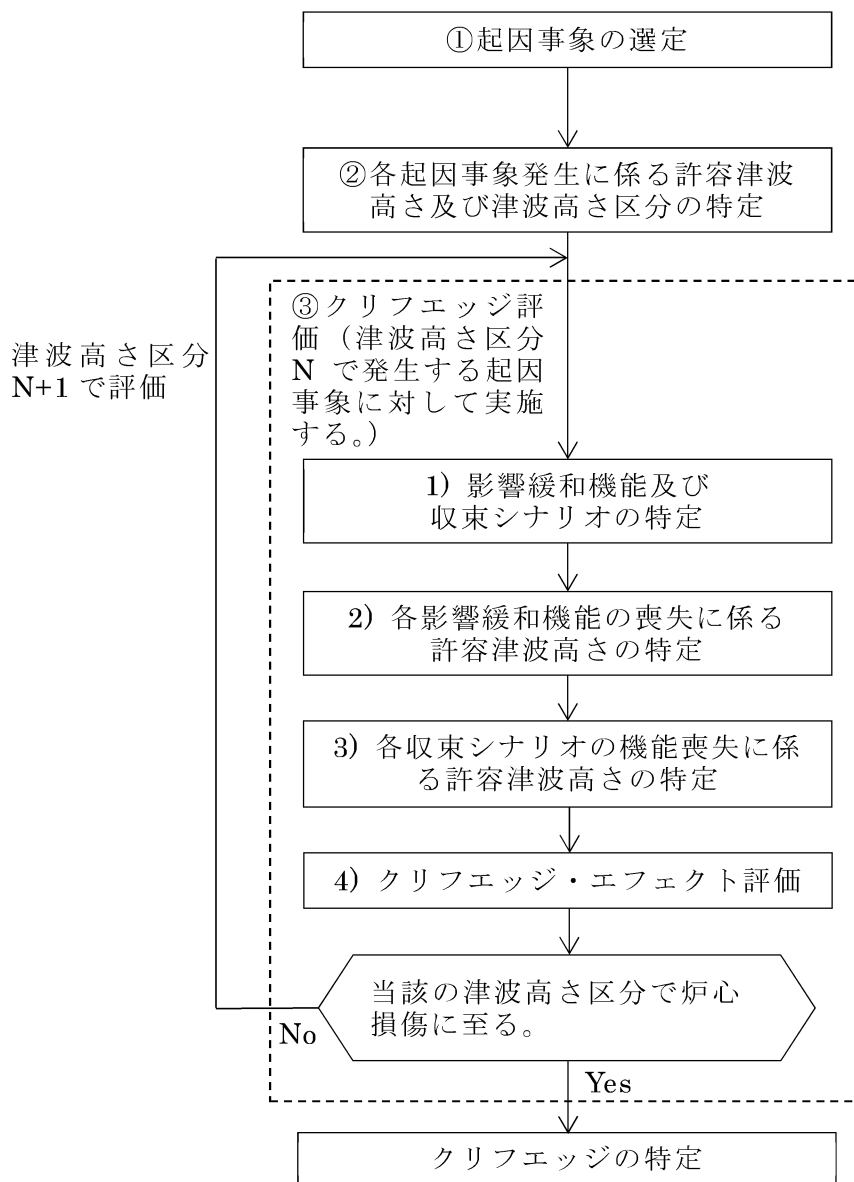 ①起因事象の選定
②各起因事象発生に係る許容津波
高さ及び津波高さ区分の特定
③クリフエッジ評
価（津波高さ区分
N で発生する起因
事象に対して実施
する。）
津波高さ区分
N+1 で評価
1) 影響緩和機能及び
収束シナリオの特定
2) 各影響緩和機能の喪失に係る
許容津波高さの特定
3) 各収束シナリオの機能喪失に係
る許容津波高さの特定
4) クリフエッジ・エフェクト評価
当該の津波高さ区分で炉心
損傷に至る。
No
Yes
クリフエッジの特定